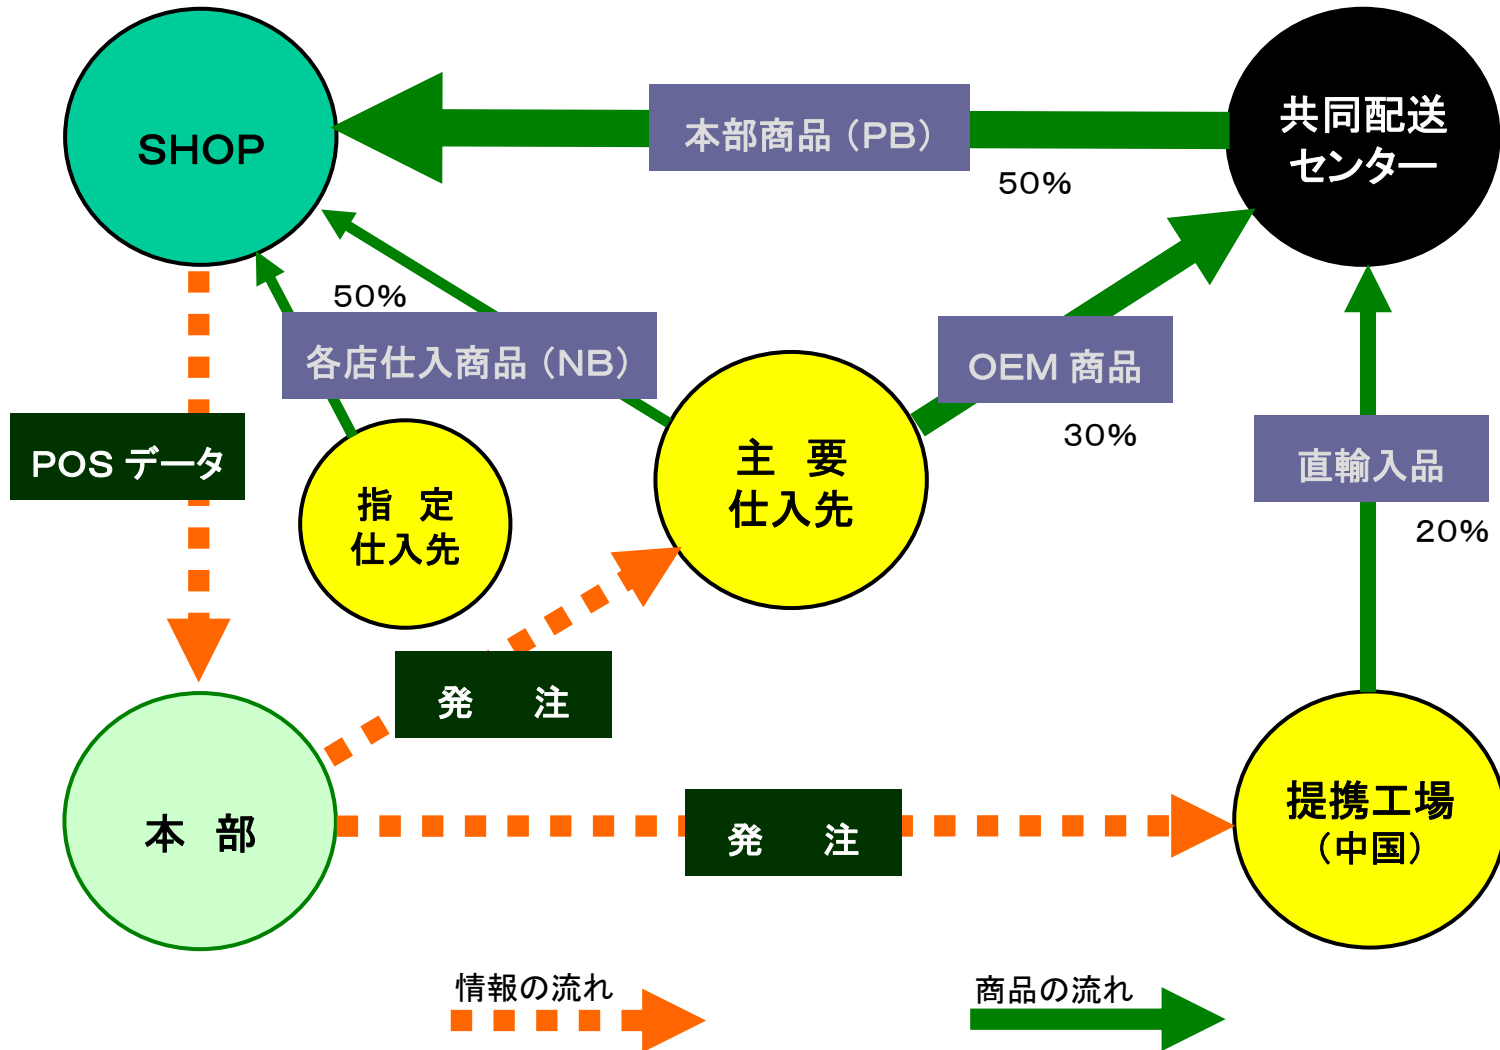 SHOP
本部商品（PB）
50%
共同配送
センター
50%
各店仕入商品（NB）
OEM 商品
30%
POS データ
指　定
仕入先
主　要
仕入先
直輸入品
20%
発　注
本　部
発　注
提携工場
（中国）
情報の流れ
商品の流れ